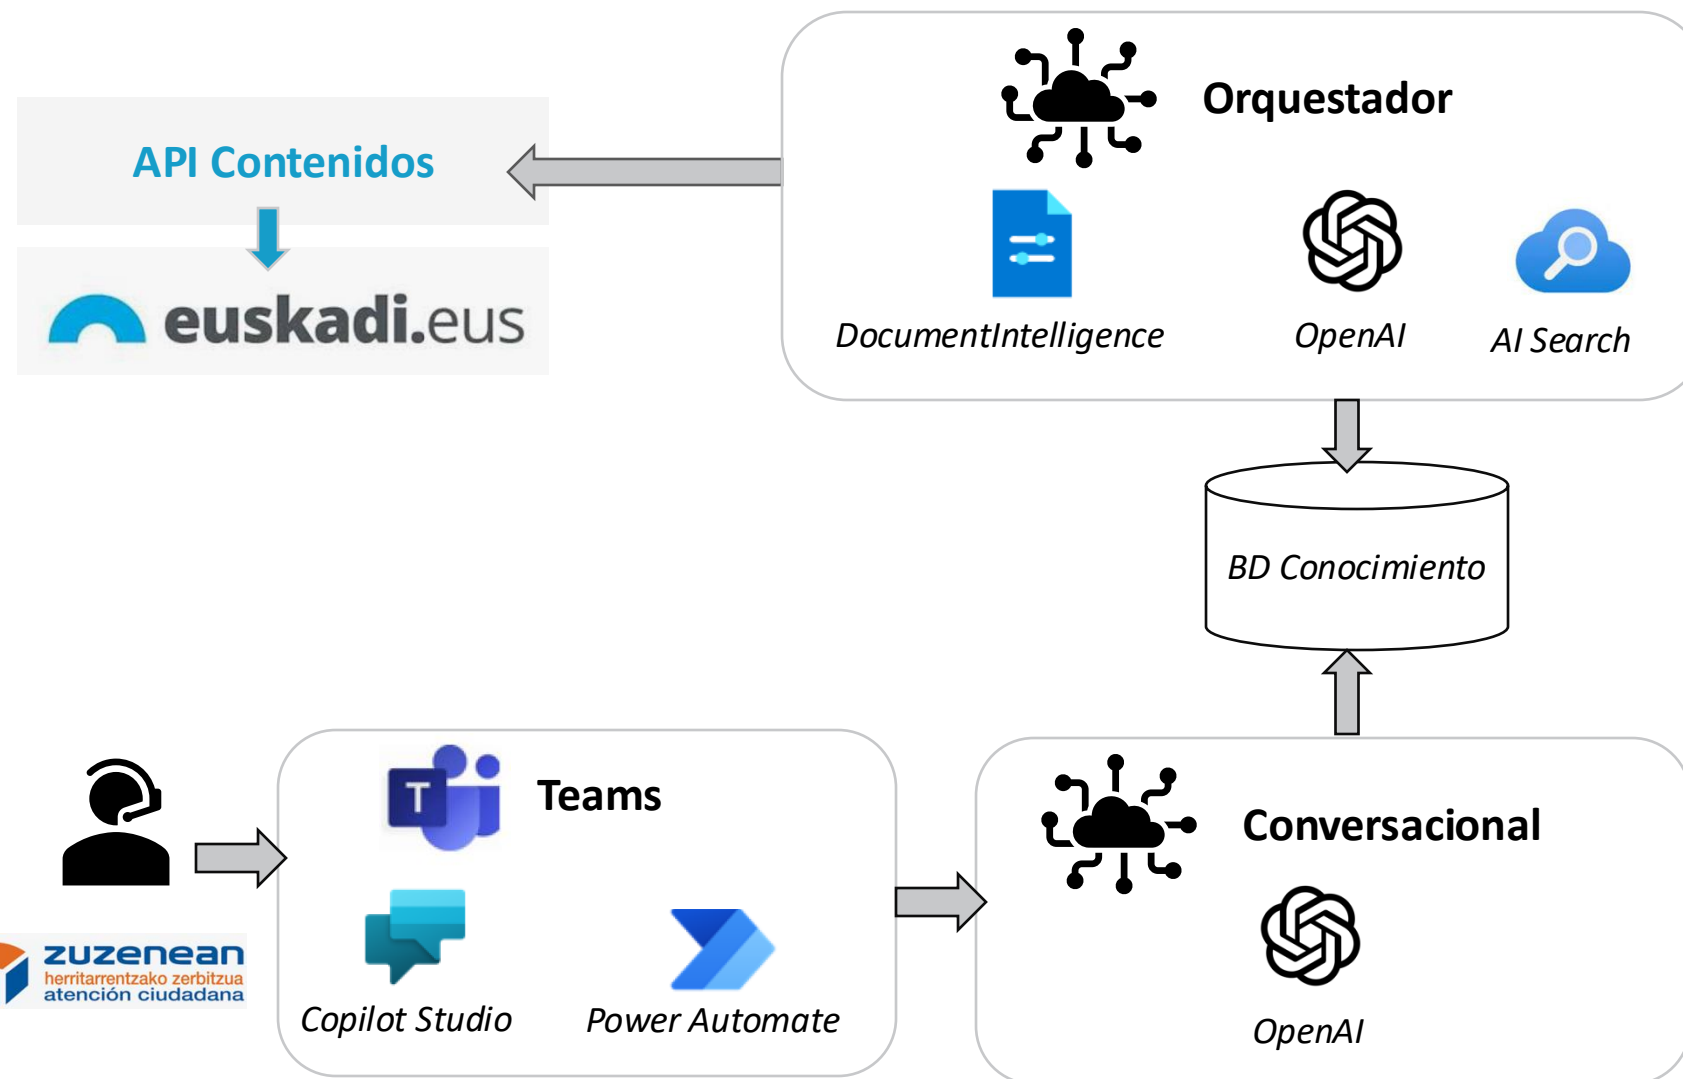 Orquestador
API Contenidos
euskadi.eus
DocumentIntelligence
OpenAI
AI Search
BD Conocimiento
T
Teams
Conversacional
zuzenean
herritarrentzako zerbitzua
atención ciudadana
Copilot Studio
Power Automate
OpenAI